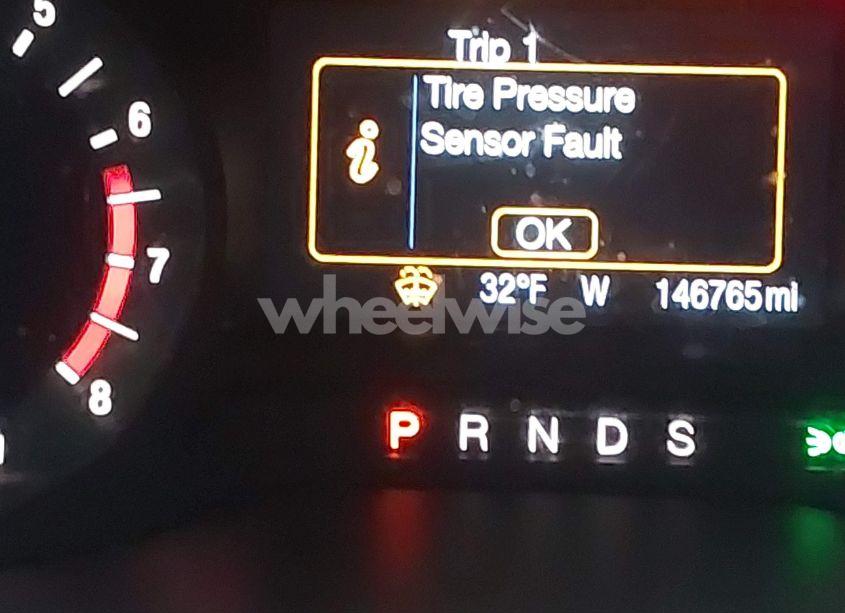 5
6
7
8
Trip 1
Tire Pressure
Sensor Fault
OK
32°F W 146765mi
wheelwise
P R N D S